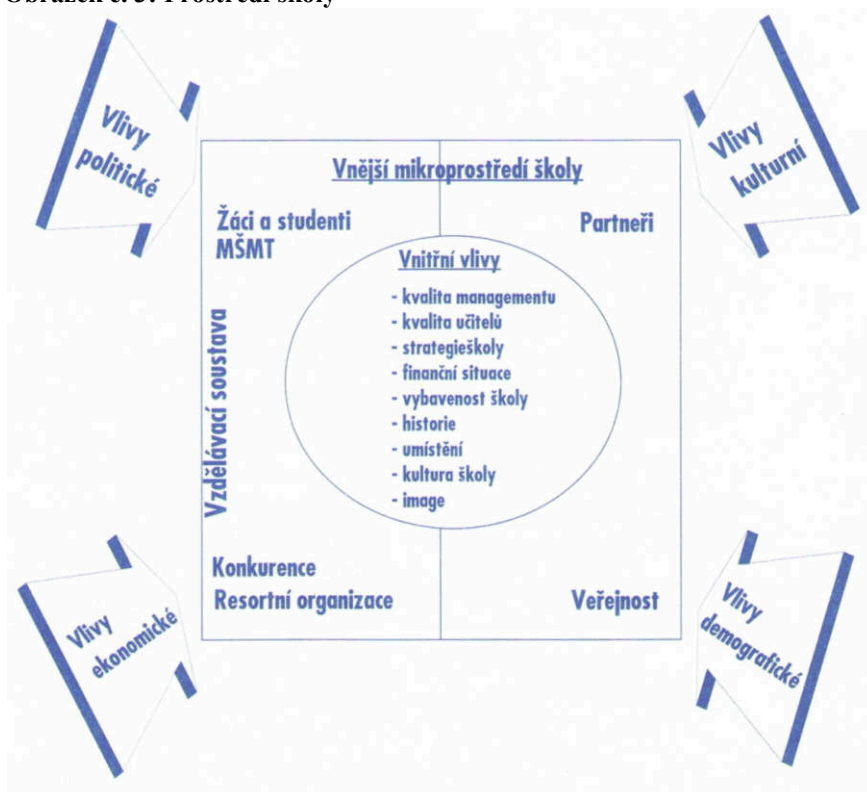 Vlivy
politické
Vlivy
kulturní
Vnější mikroprostředí školy
Žáci a studenti
MŠMT
Partneři
Vnitřní vlivy
- kvalita managementu
- kvalita učitelů
- strategieškoly
- finanční situace
- vybavenost školy
- historie
- umístění
- kultura školy
- image
Vzdělávací soustava
Konkurence
Resortní organizace
Veřejnost
Vlivy
ekonomické
Vlivy
demografické